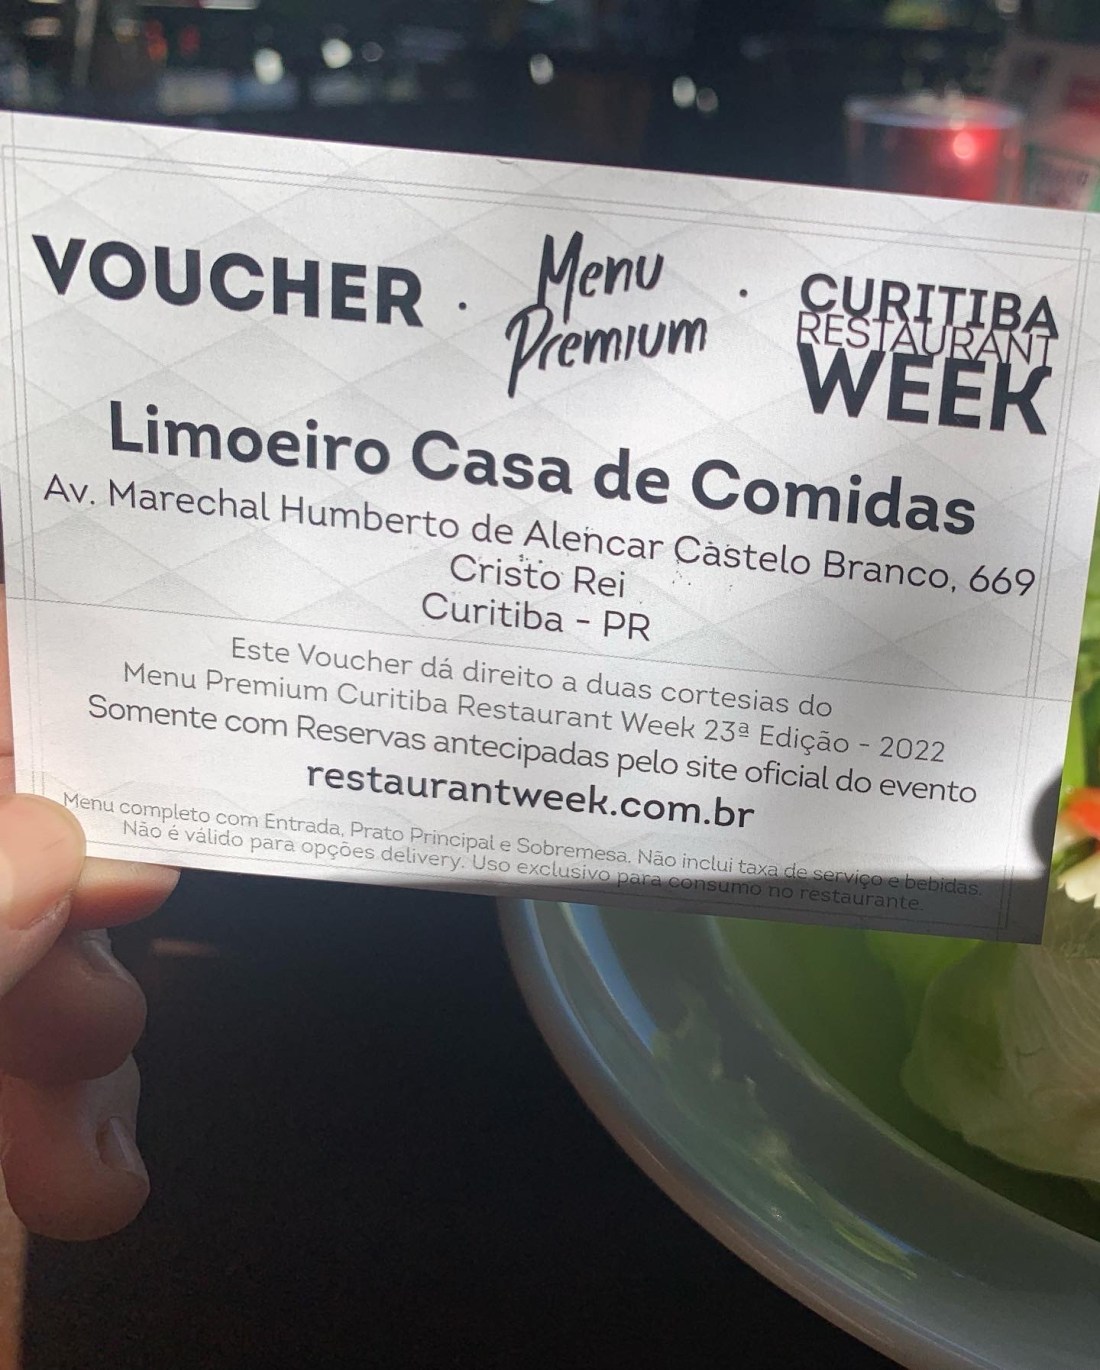 VOUCHER · Menu Premium · CURITIBA RESTAURANT WEEK
Limoeiro Casa de Comidas
Av. Marechal Humberto de Alencar Castelo Branco, 669
Cristo Rei
Curitiba - PR
Este Voucher dá direito a duas cortesias do
Menu Premium Curitiba Restaurant Week 23ª Edição - 2022
Somente com Reservas antecipadas pelo site oficial do evento
restaurantweek.com.br
Menu completo com Entrada, Prato Principal e Sobremesa. Não inclui taxa de serviço e bebidas.
Não é válido para opções delivery. Uso exclusivo para consumo no restaurante.